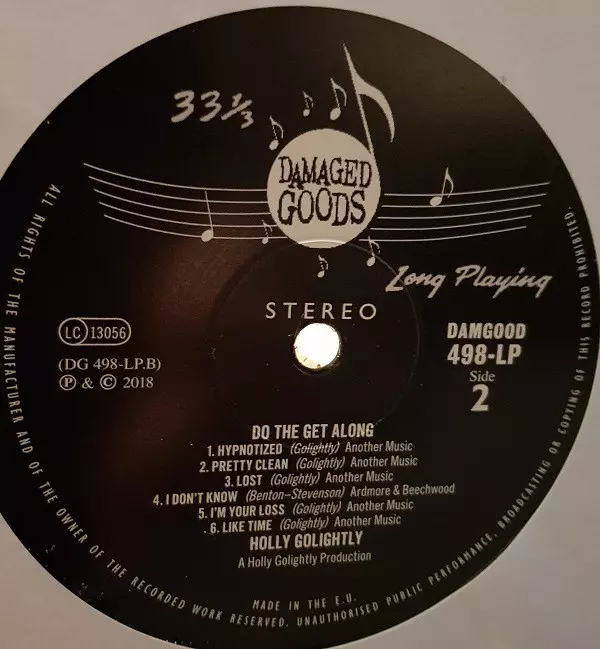 33 1/3
DAMAGED
GOODS
Long Playing
STEREO
LC 13056
(DG 498-LP.B)
Ⓟ & © 2018
DAMGOOD
498-LP
Side
2
DO THE GET ALONG
1. HYPNOTIZED (Golightly) Another Music
2. PRETTY CLEAN (Golightly) Another Music
3. LOST (Golightly) Another Music
4. I DON'T KNOW (Benton–Stevenson) Ardmore & Beechwood
5. I'M YOUR LOSS (Golightly) Another Music
6. LIKE TIME (Golightly) Another Music
HOLLY GOLIGHTLY
A Holly Golightly Production
MADE IN THE E.U.
ALL RIGHTS OF THE MANUFACTURER AND OF THE OWNER OF THE RECORDED WORK RESERVED. UNAUTHORISED PUBLIC PERFORMANCE, BROADCASTING OR COPYING OF THIS RECORD PROHIBITED.